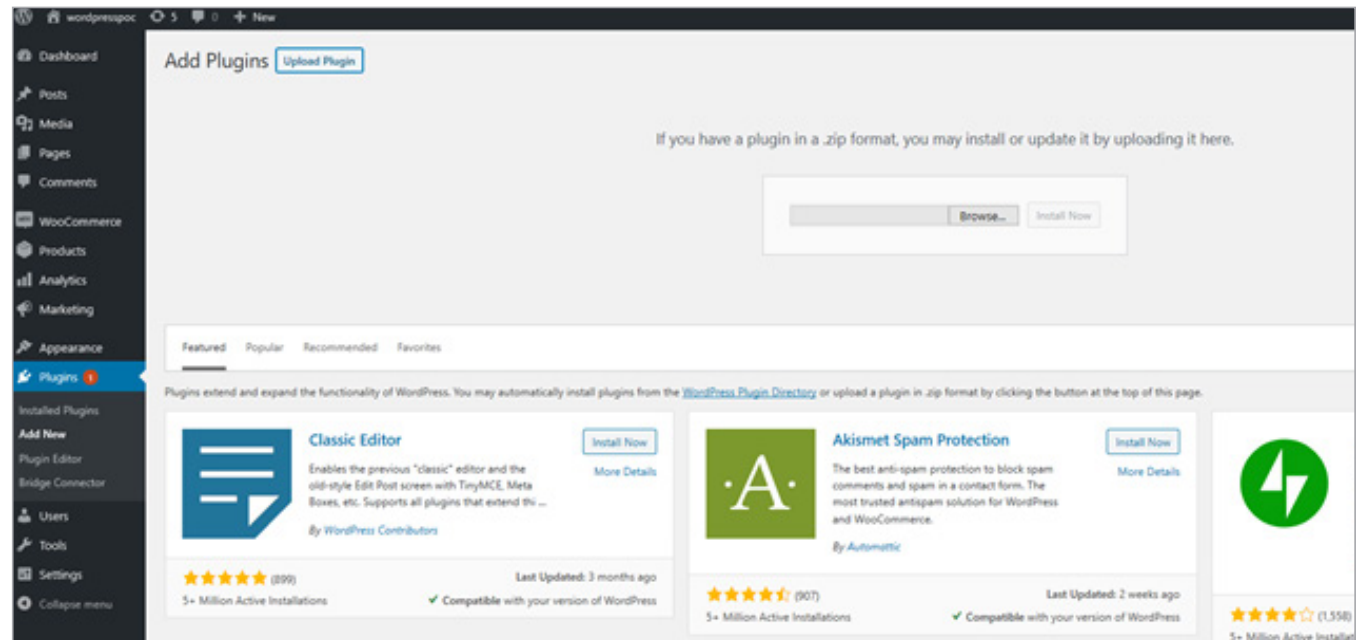 wordpresspoc 5 0 + New
Dashboard
Posts
Media
Pages
Comments
WooCommerce
Products
Analytics
Marketing
Appearance
Plugins 1
Installed Plugins
Add New
Plugin Editor
Bridge Connector
Users
Tools
Settings
Collapse menu
Add Plugins Upload Plugin
If you have a plugin in a .zip format, you may install or update it by uploading it here.
Browse... Install Now
Featured Popular Recommended Favorites
Plugins extend and expand the functionality of WordPress. You may automatically install plugins from the WordPress Plugin Directory or upload a plugin in .zip format by clicking the button at the top of this page.
Classic Editor
Install Now
More Details
Enables the previous "classic" editor and the
old-style Edit Post screen with TinyMCE, Meta
Boxes, etc. Supports all plugins that extend thi ...
By WordPress Contributors
(899)
Last Updated: 3 months ago
5+ Million Active Installations
Compatible with your version of WordPress
·A·
Akismet Spam Protection
Install Now
More Details
The best anti-spam protection to block spam
comments and spam in a contact form. The
most trusted antispam solution for WordPress
and WooCommerce.
By Automattic
(907)
Last Updated: 2 weeks ago
5+ Million Active Installations
Compatible with your version of WordPress
(1,558)
5+ Million Active Installat